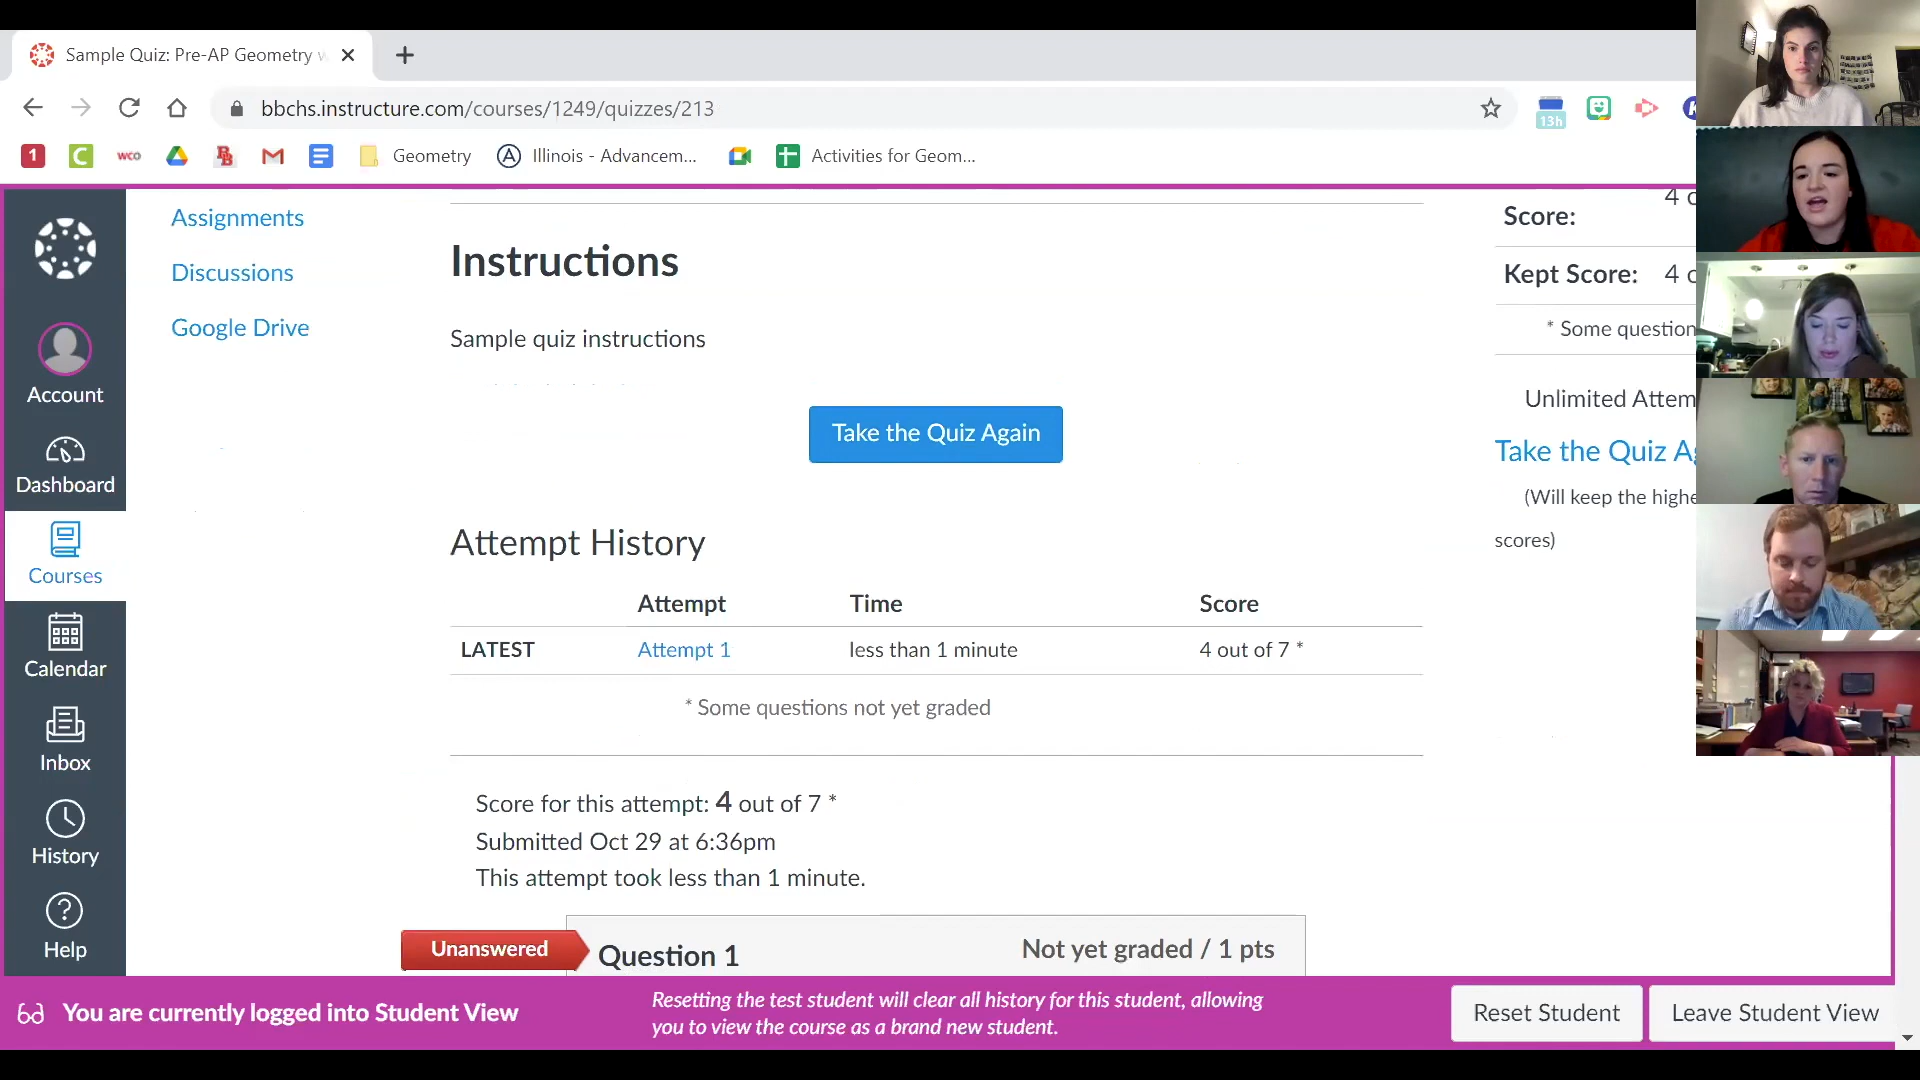 Sample Quiz: Pre-AP Geometry w
bbchs.instructure.com/courses/1249/quizzes/213
13h
1
C
WCO
Geometry
Illinois - Advancem...
Activities for Geom...
Account
Dashboard
Courses
Calendar
Inbox
History
Help
Assignments
Discussions
Google Drive
Instructions
Sample quiz instructions
Take the Quiz Again
Attempt History
Attempt Time Score
LATEST Attempt 1 less than 1 minute 4 out of 7 *
* Some questions not yet graded
Score for this attempt: 4 out of 7 *
Submitted Oct 29 at 6:36pm
This attempt took less than 1 minute.
Unanswered
Question 1
Not yet graded / 1 pts
Score: 4
Kept Score: 4
* Some question
Unlimited Attem
Take the Quiz A
(Will keep the highe
scores)
You are currently logged into Student View
Resetting the test student will clear all history for this student, allowing
you to view the course as a brand new student.
Reset Student
Leave Student View